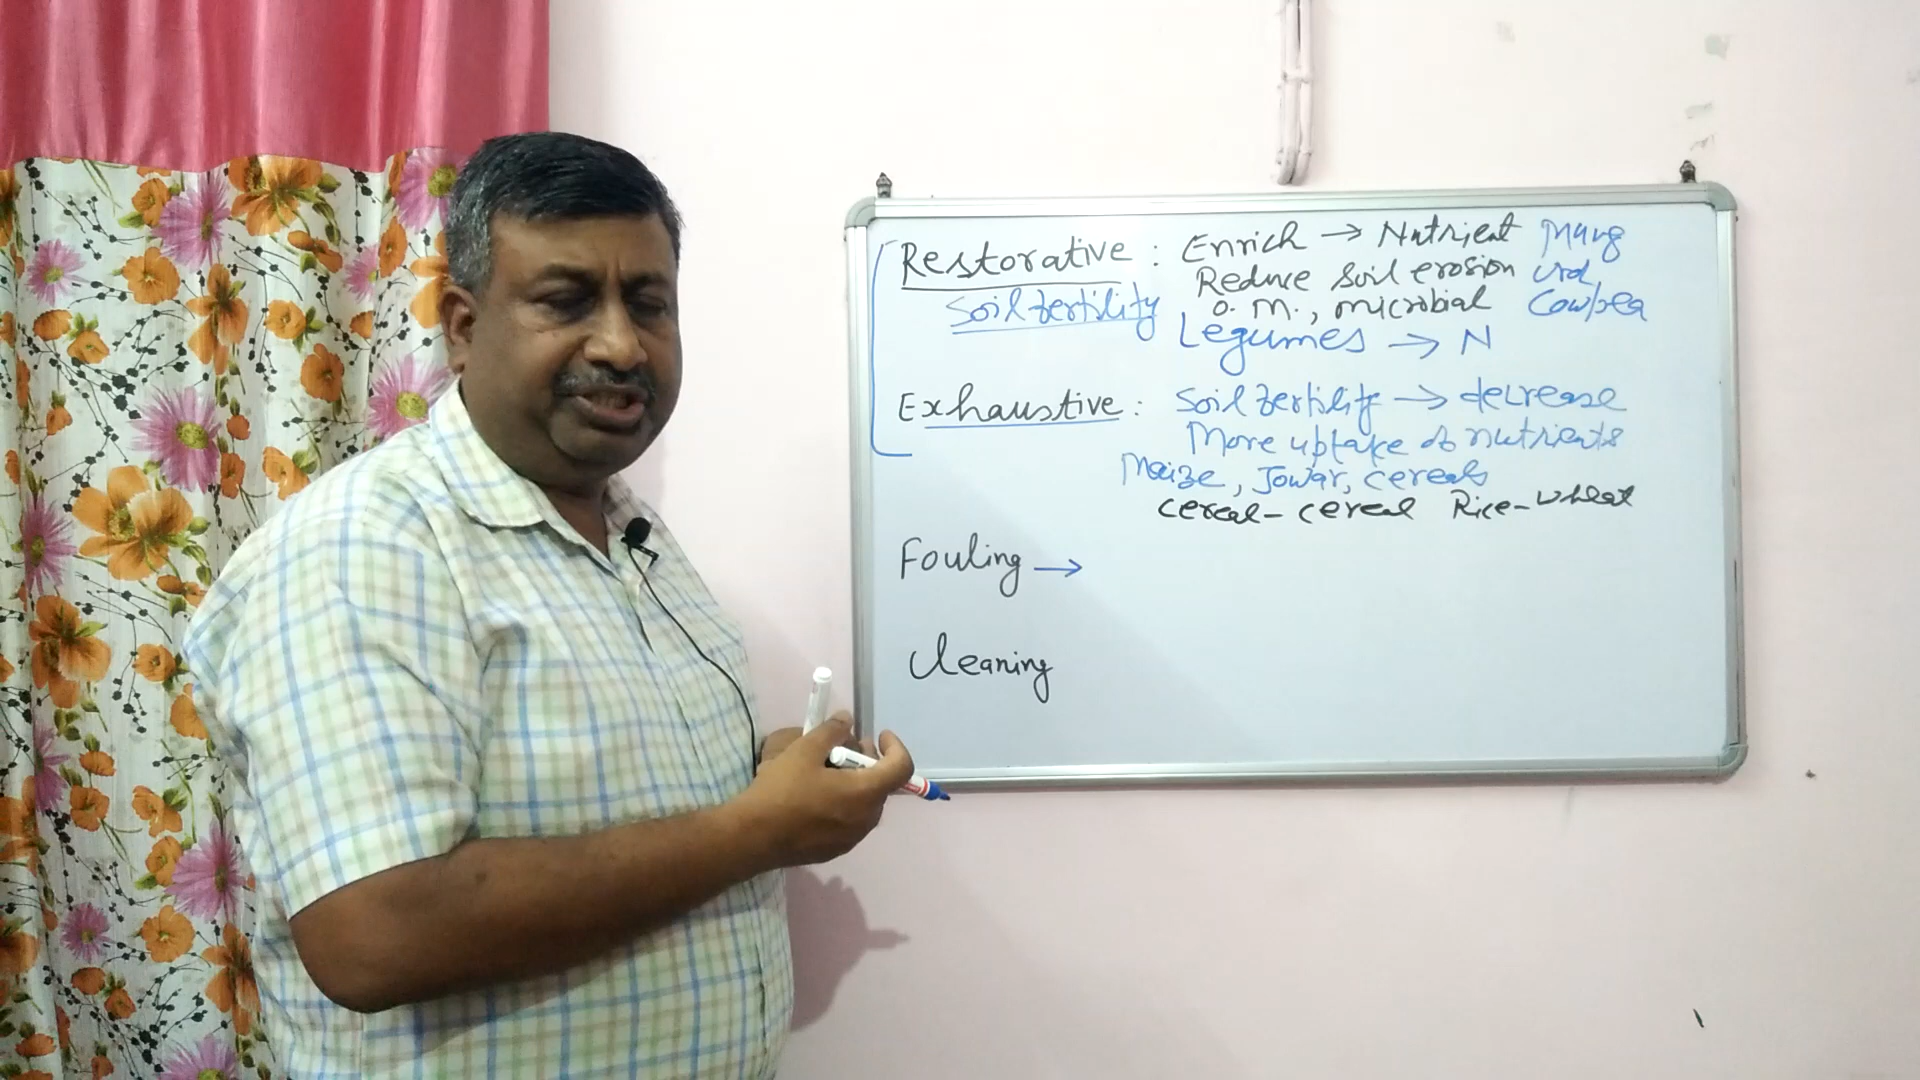 Restorative : Enrich → Nutrient Mung
Reduce soil erosion Urd
Soil fertility O. M., microbial Cowpea
Legumes → N
Exhaustive : Soil fertility → decrease
More uptake of nutrients
Maize, Jowar, cereals
cereal - cereal Rice - wheat
Fouling →
Cleaning